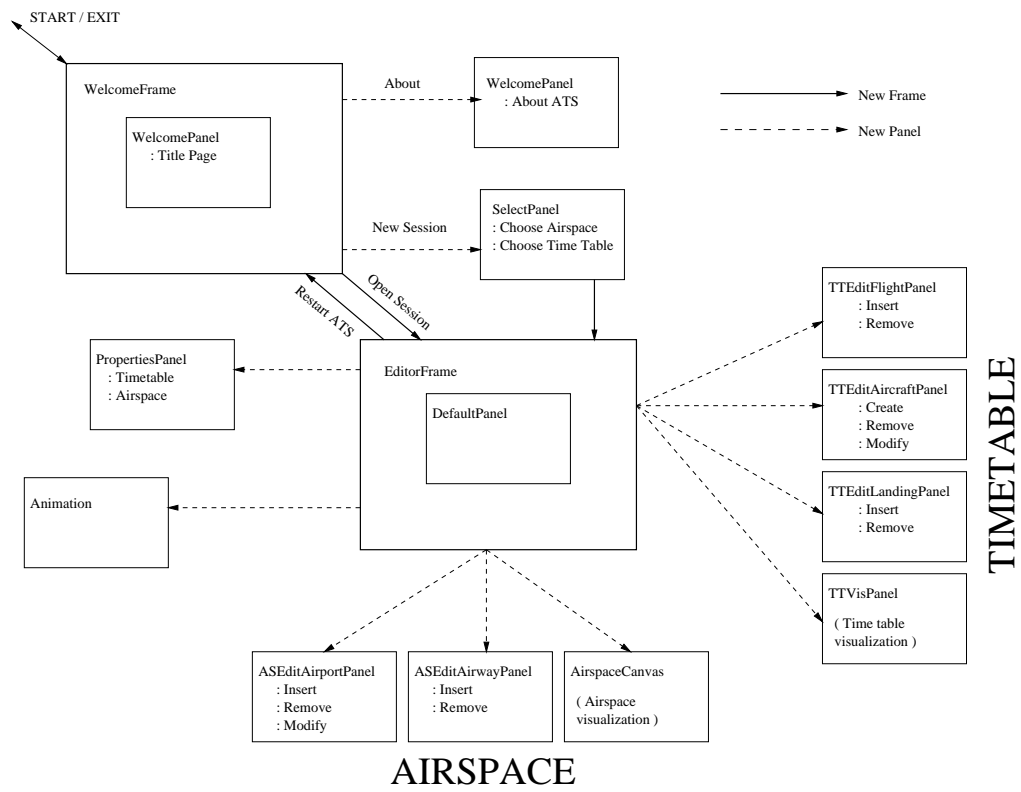 START / EXIT
WelcomeFrame
WelcomePanel
: Title Page
About
WelcomePanel
: About ATS
New Frame
New Panel
New Session
SelectPanel
: Choose Airspace
: Choose Time Table
Open Session
Restart ATS
PropertiesPanel
: Timetable
: Airspace
EditorFrame
DefaultPanel
Animation
TTEditFlightPanel
: Insert
: Remove
TTEditAircraftPanel
: Create
: Remove
: Modify
TTEditLandingPanel
: Insert
: Remove
TTVisPanel
( Time table
visualization )
TIMETABLE
ASEditAirportPanel
: Insert
: Remove
: Modify
ASEditAirwayPanel
: Insert
: Remove
AirspaceCanvas
( Airspace
visualization )
AIRSPACE